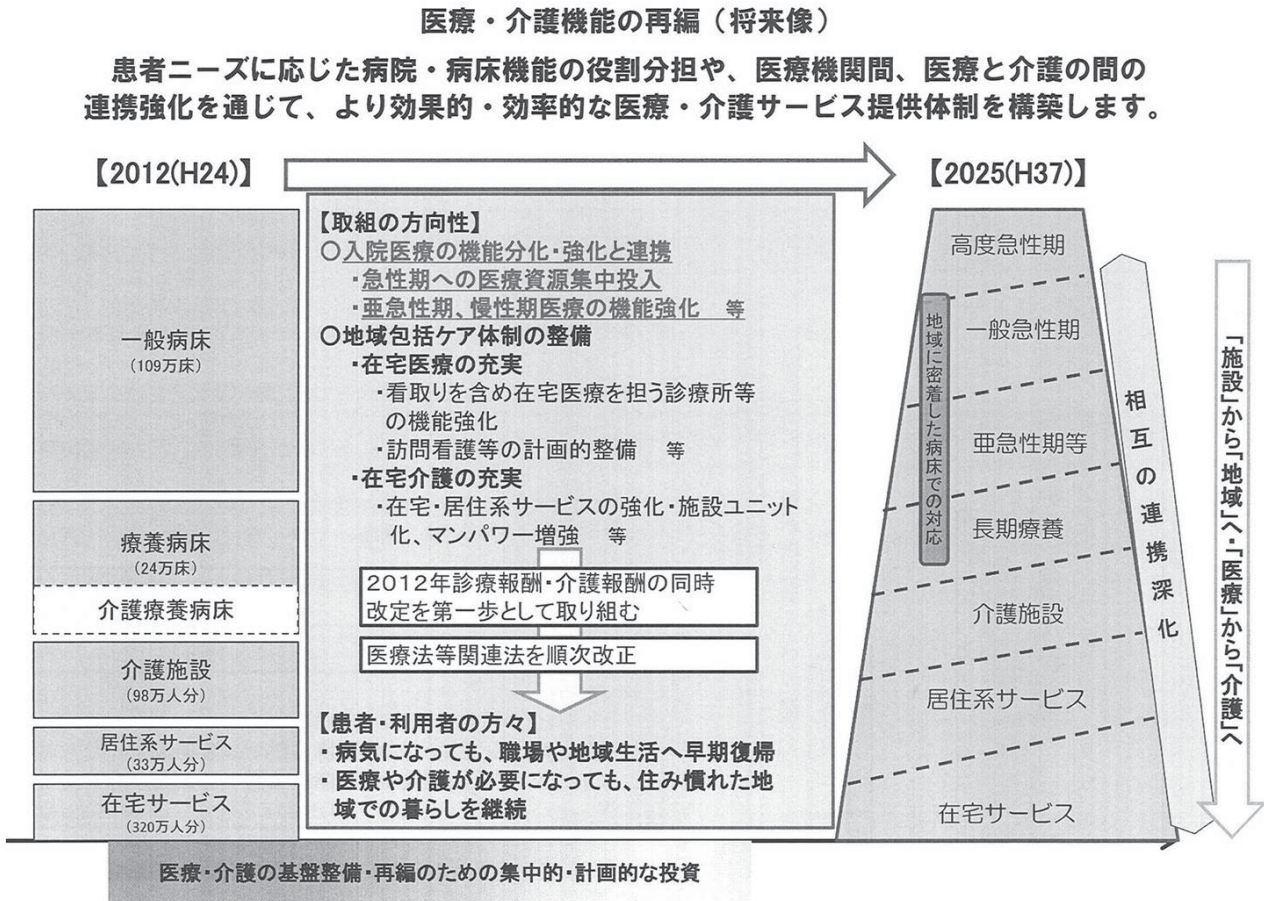 医療・介護機能の再編（将来像）
患者ニーズに応じた病院・病床機能の役割分担や、医療機関間、医療と介護の間の
連携強化を通じて、より効果的・効率的な医療・介護サービス提供体制を構築します。
【2012(H24)】
【2025(H37)】
一般病床
（109万床）
療養病床
（24万床）
介護療養病床
介護施設
（98万人分）
居住系サービス
（33万人分）
在宅サービス
（320万人分）
【取組の方向性】
○入院医療の機能分化・強化と連携
・急性期への医療資源集中投入
・亜急性期、慢性期医療の機能強化　等
○地域包括ケア体制の整備
・在宅医療の充実
・看取りを含め在宅医療を担う診療所等
の機能強化
・訪問看護等の計画的整備　等
・在宅介護の充実
・在宅・居住系サービスの強化・施設ユニット
化、マンパワー増強　等
2012年診療報酬・介護報酬の同時
改定を第一歩として取り組む
医療法等関連法を順次改正
【患者・利用者の方々】
・病気になっても、職場や地域生活へ早期復帰
・医療や介護が必要になっても、住み慣れた地
域での暮らしを継続
高度急性期
一般急性期
亜急性期等
長期療養
介護施設
居住系サービス
在宅サービス
地域に密着した病床での対応
相互の連携深化
「施設」から「地域」へ・「医療」から「介護」へ
医療・介護の基盤整備・再編のための集中的・計画的な投資